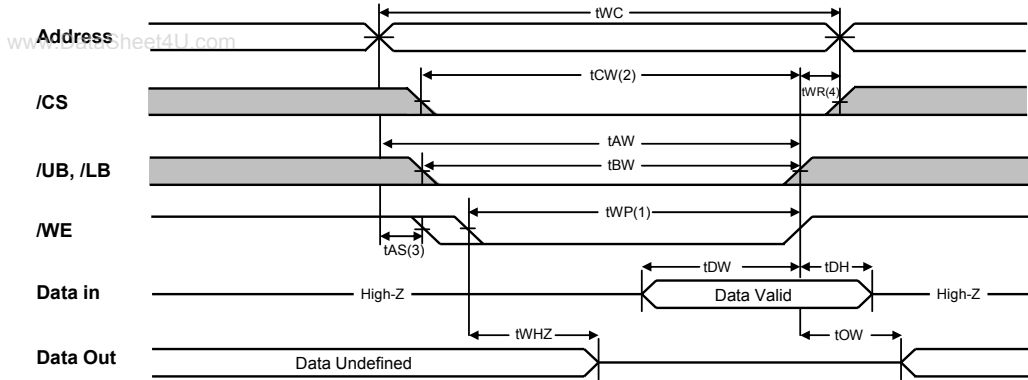 tWC
www.DataSheet4U.com
Address
tCW(2)
tWR(4)
/CS
tAW
tBW
/UB, /LB
tWP(1)
/WE
tAS(3)
tDW
tDH
Data in
High-Z
Data Valid
High-Z
tWHZ
tOW
Data Out
Data Undefined